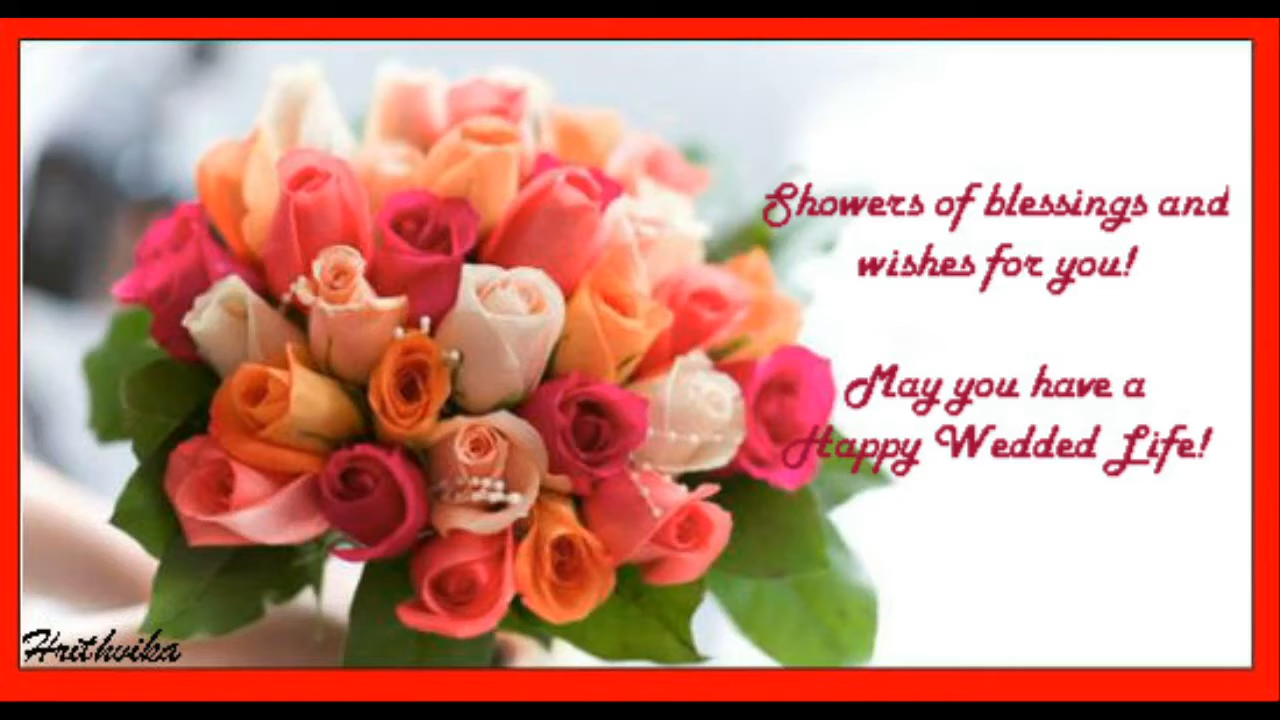 Showers of blessings and
wishes for you!
May you have a
Happy Wedded Life!
Hrithvika